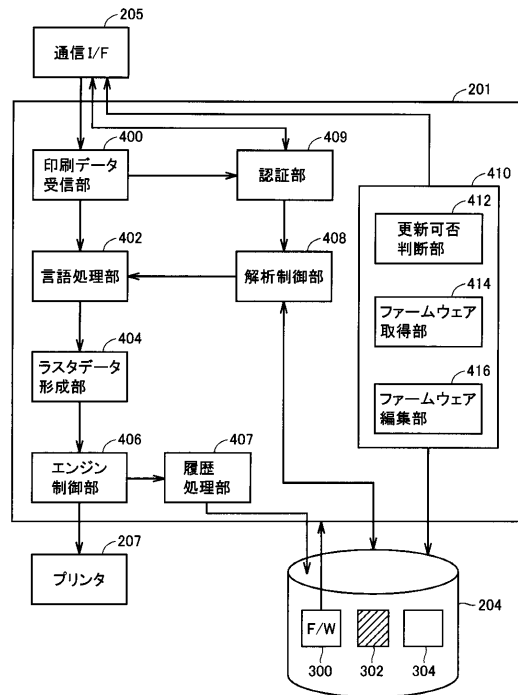 205
通信I/F
201
400
印刷データ
受信部
409
認証部
410
412
更新可否
判断部
402
言語処理部
408
解析制御部
414
ファームウェア
取得部
404
ラスタデータ
形成部
416
ファームウェア
編集部
406
エンジン
制御部
407
履歴
処理部
207
プリンタ
204
F/W
300
302
304